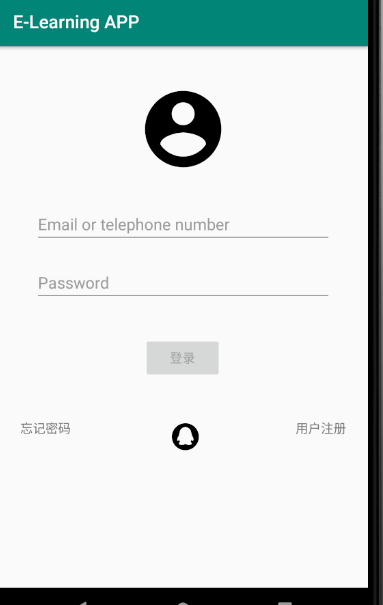 E-Learning APP
Email or telephone number
Password
登录
忘记密码
用户注册